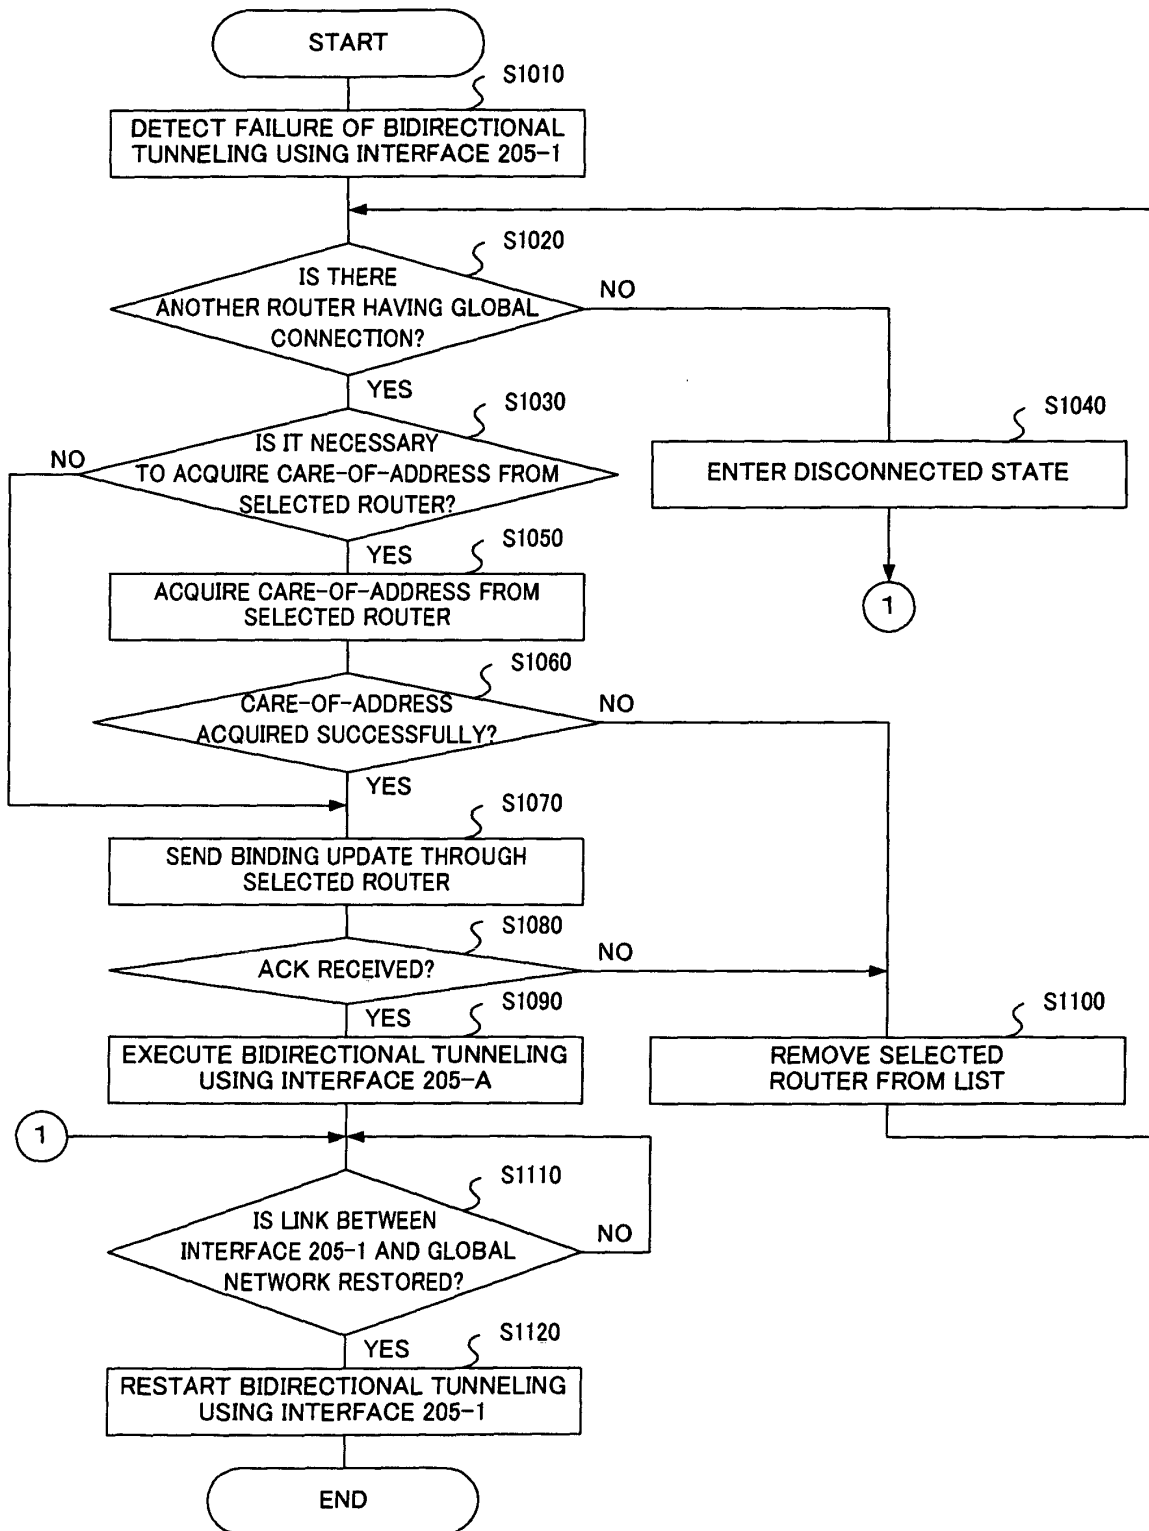 START
S1010
DETECT FAILURE OF BIDIRECTIONAL
TUNNELING USING INTERFACE 205-1
S1020
IS THERE
ANOTHER ROUTER HAVING GLOBAL
CONNECTION?
NO
YES
S1030
IS IT NECESSARY
TO ACQUIRE CARE-OF-ADDRESS FROM
SELECTED ROUTER?
NO
YES
S1040
ENTER DISCONNECTED STATE
1
S1050
ACQUIRE CARE-OF-ADDRESS FROM
SELECTED ROUTER
S1060
CARE-OF-ADDRESS
ACQUIRED SUCCESSFULLY?
NO
YES
S1070
SEND BINDING UPDATE THROUGH
SELECTED ROUTER
S1080
ACK RECEIVED?
NO
YES
S1090
EXECUTE BIDIRECTIONAL TUNNELING
USING INTERFACE 205-A
S1100
REMOVE SELECTED
ROUTER FROM LIST
1
S1110
IS LINK BETWEEN
INTERFACE 205-1 AND GLOBAL
NETWORK RESTORED?
NO
YES
S1120
RESTART BIDIRECTIONAL TUNNELING
USING INTERFACE 205-1
END